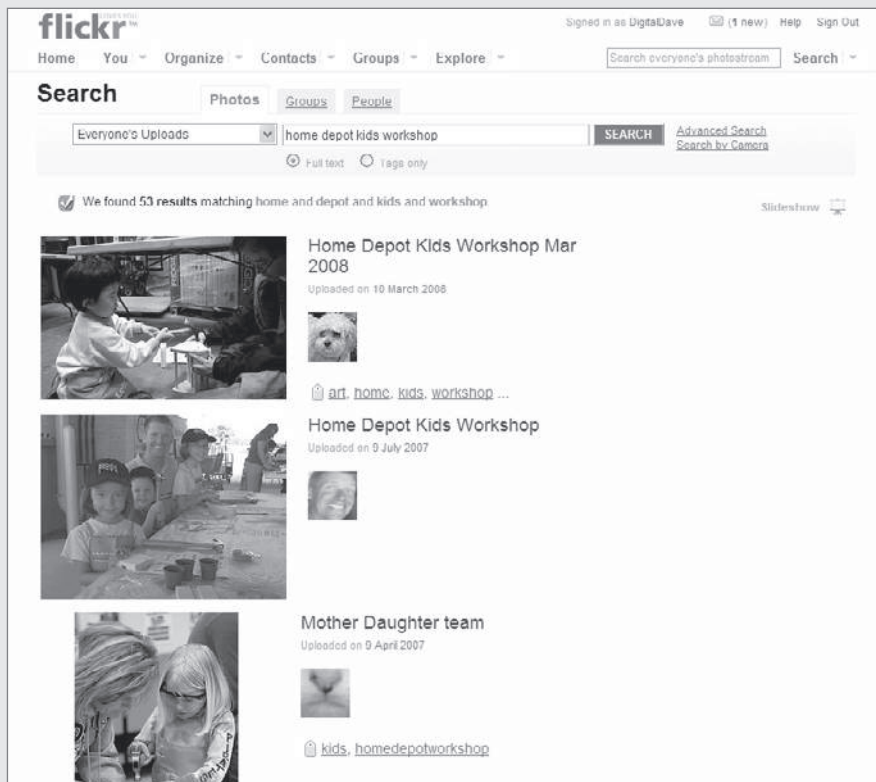 flickr™
Signed in as DigitalDave (1 new) Help Sign Out
Home You Organize Contacts Groups Explore Search everyone's photostream Search
Search Photos Groups People
Everyone's Uploads home depot kids workshop SEARCH Advanced Search
Search by Camera
Full text Tags only
We found 53 results matching home and depot and kids and workshop.
Slideshow
Home Depot Kids Workshop Mar
2008
Uploaded on 10 March 2008
art, home, kids, workshop ...
Home Depot Kids Workshop
Uploaded on 9 July 2007
Mother Daughter team
Uploaded on 9 April 2007
kids, homedepotworkshop